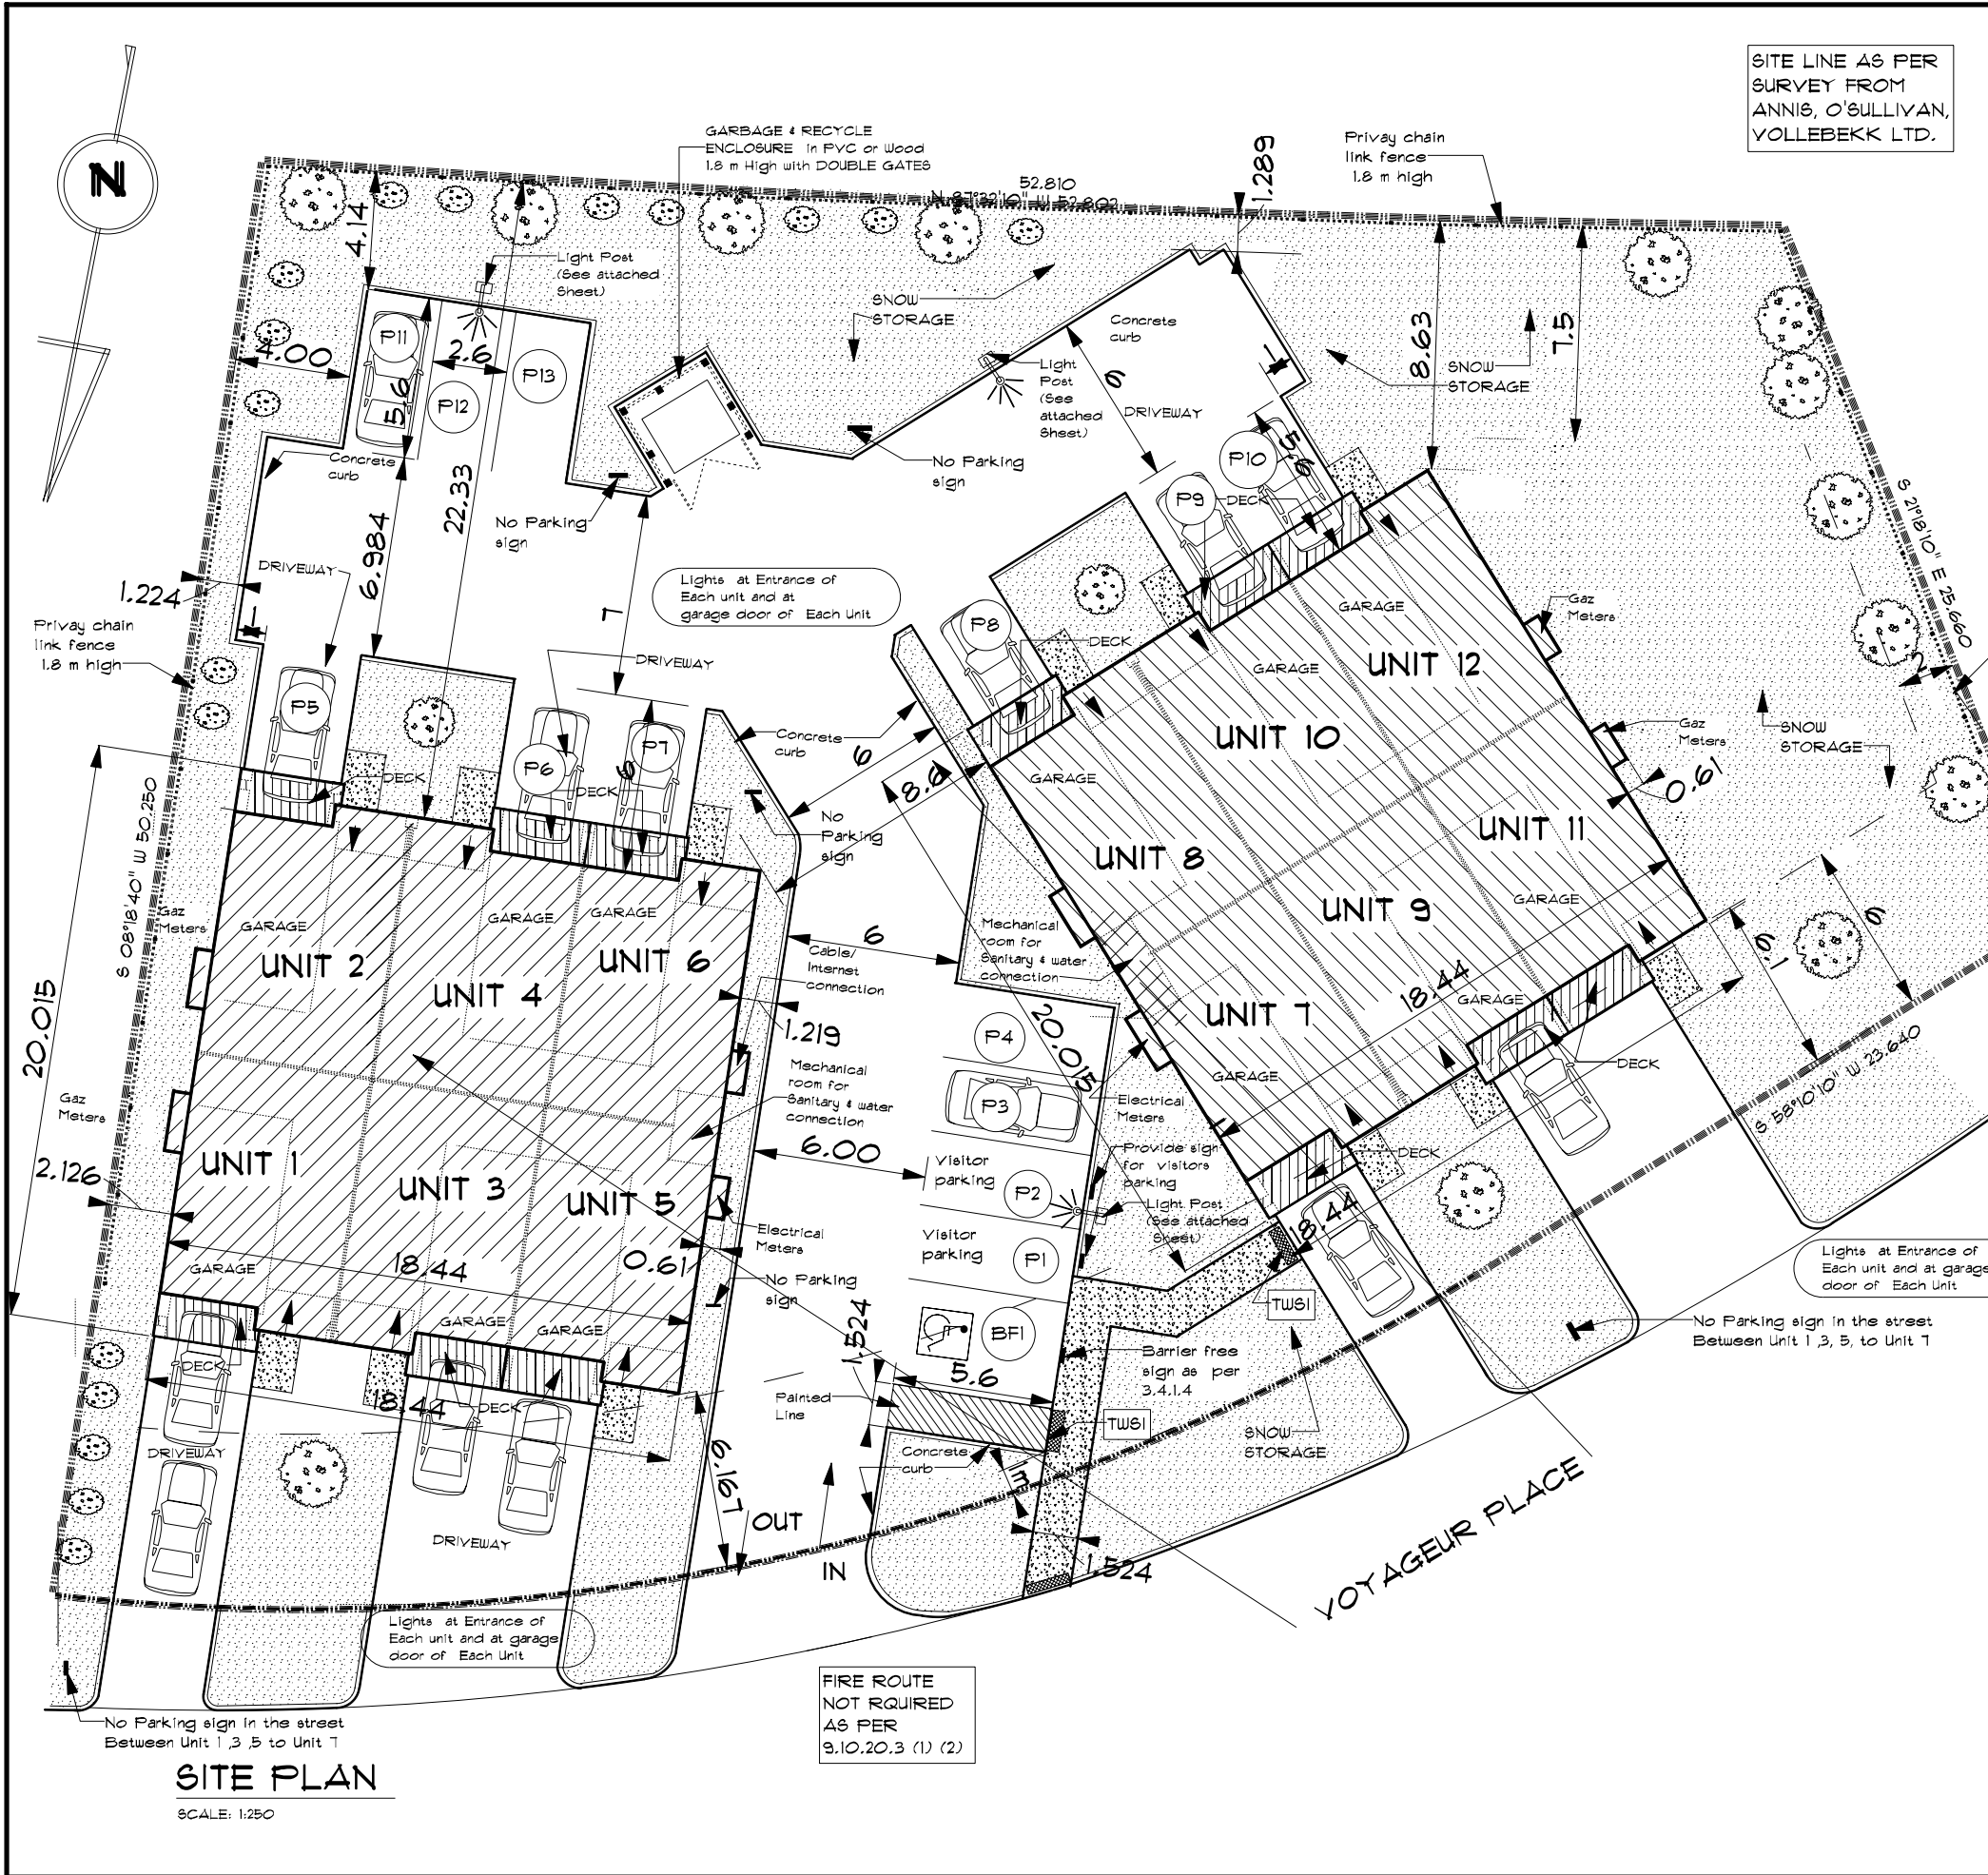 SITE LINE AS PER
SURVEY FROM
ANNIS, O'SULLIVAN,
VOLLEBEKK LTD.
N
GARBAGE & RECYCLE
ENCLOSURE in PVC or Wood
1.8 m High with DOUBLE GATES
52.810
N 87°32'10" W 52.802
1.289
Privay chain
link fence
1.8 m high
4.14
Light Post
(See attached
Sheet)
SNOW
STORAGE
Concrete
curb
Light
Post
(See
attached
Sheet)
6
DRIVEWAY
1
8.63
7.5
SNOW
STORAGE
4.00
P11
2.6
P12
P13
5.6
Concrete
curb
22.33
No Parking
sign
No Parking
sign
P10
5.6
P9
DECK
S 21°18'10" E 25.660
6.984
DRIVEWAY
1.224
1
7
Lights at Entrance of
Each unit and at
garage door of Each Unit
Privay chain
link fence
1.8 m high
P8
DECK
GARAGE
Gaz
Meters
UNIT 12
GARAGE
2
DRIVEWAY
P5
P6
P7
6
DECK
DECK
Concrete
curb
6
8.6
No
Parking
sign
UNIT 10
GARAGE
Gaz
Meters
SNOW
STORAGE
0.61
UNIT 8
UNIT 11
S 08°18'40" W 50.250
20.015
Gaz
Meters
GARAGE
UNIT 2
GARAGE
UNIT 4
GARAGE
UNIT 6
6
Cable/
Internet
connection
Mechanical
room for
Sanitary & water
connection
UNIT 9
GARAGE
6
6.1
18.44
GARAGE
UNIT 7
1.219
P4
20.015
Mechanical
room for
Sanitary & water
connection
P3
Electrical
Meters
GARAGE
DECK
S 58°10'10" W 23.640
Gaz
Meters
UNIT 1
2.126
UNIT 3
UNIT 5
6.00
Visitor
parking
P2
Provide sign
for visitors
parking
Light Post
(See attached
Sheet)
DECK
18.44
Electrical
Meters
Visitor
parking
P1
GARAGE
18.44
0.61
No Parking
sign
TWSI
Lights at Entrance of
Each unit and at garage
door of Each Unit
No Parking sign in the street
Between Unit 1 ,3, 5, to Unit 7
GARAGE
GARAGE
BF1
1.524
5.6
Barrier free
sign as per
3.4.1.4
DECK
18.44
DECK
Painted
Line
TWSI
SNOW
STORAGE
DRIVEWAY
Concrete
curb
1.3
6.167
OUT
IN
DRIVEWAY
1.524
VOYAGEUR PLACE
Lights at Entrance of
Each unit and at garage
door of Each Unit
FIRE ROUTE
NOT RQUIRED
AS PER
9.10.20.3 (1) (2)
No Parking sign in the street
Between Unit 1 ,3 ,5 to Unit 7
SITE PLAN
SCALE: 1:250